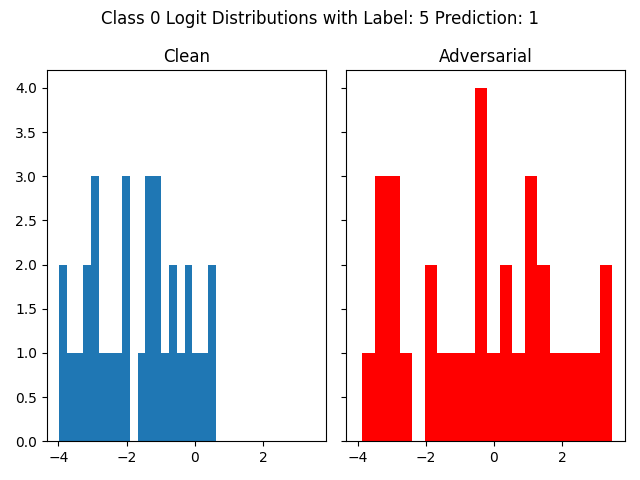 Class 0 Logit Distributions with Label: 5 Prediction: 1
Clean
Adversarial
4.0
3.5
3.0
2.5
2.0
1.5
1.0
0.5
0.0
−4 −2 0 2
−4 −2 0 2